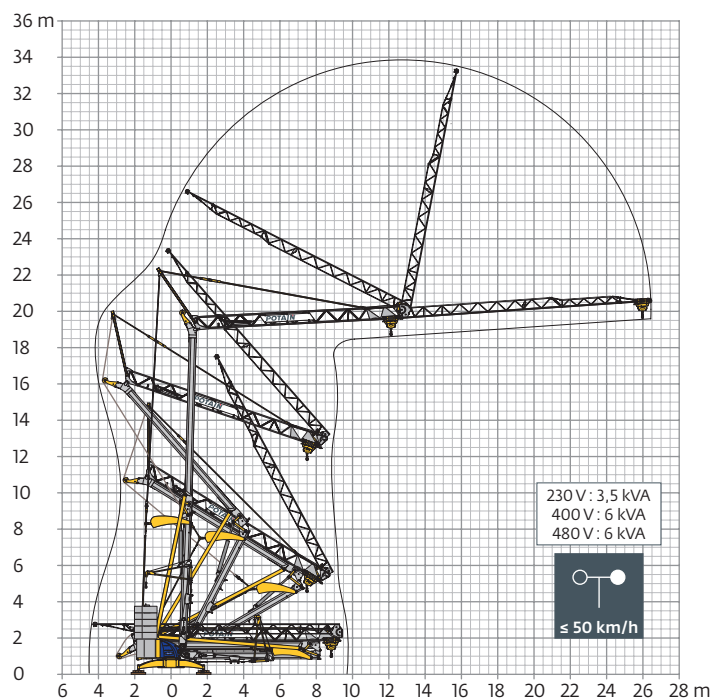 36 m
34
32
30
28
26
24
22
20
18
16
14
12
10
8
6
4
2
0
POTAIN
POTAIN
230 V : 3,5 kVA
400 V : 6 kVA
480 V : 6 kVA
≤ 50 km/h
6 4 2 0 2 4 6 8 10 12 14 16 18 20 22 24 26 28 m